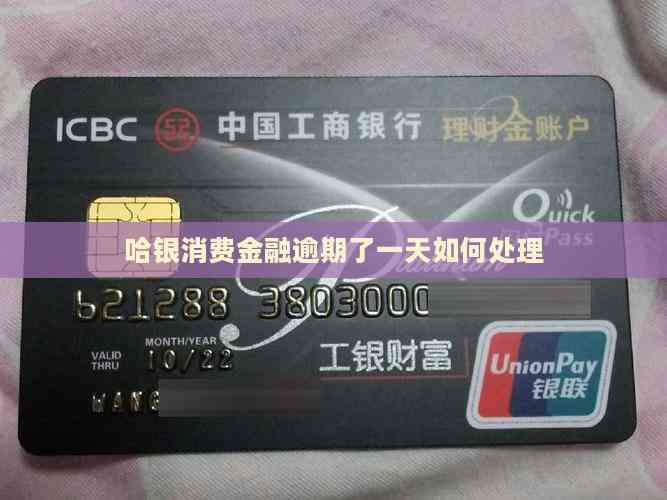 ICBC 中国工商银行 理财金账户
Quick
Pass
哈银消费金融逾期了一天如何处理
621288 3803000
MONTH/YEAR
VALID
THRU
10/22
工银财富
UnionPay
银联
WANG